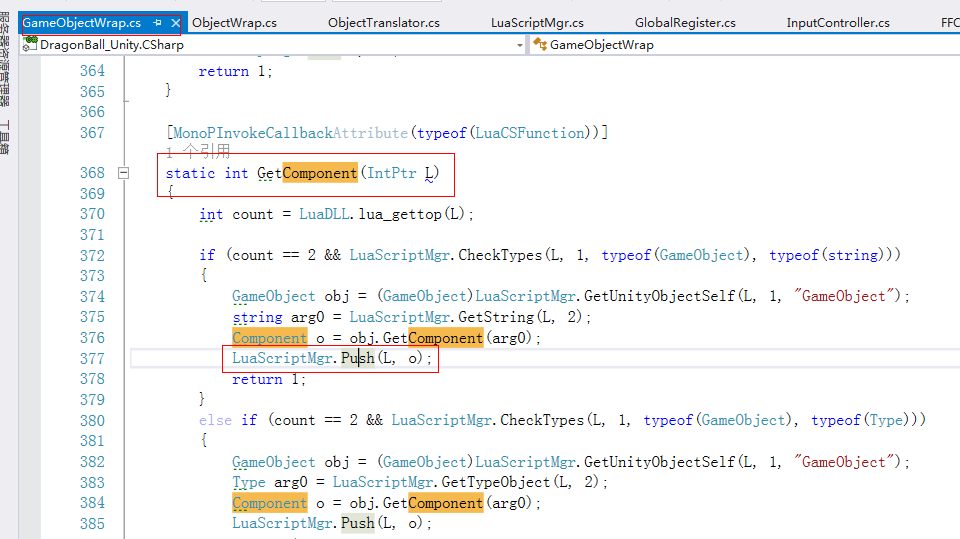 GameObjectWrap.cs ObjectWrap.cs ObjectTranslator.cs LuaScriptMgr.cs GlobalRegister.cs InputController.cs FFC
服务器资源管理器 工具箱
DragonBall_Unity.CSharp GameObjectWrap
364 return 1;
365 }
366
367 [MonoPInvokeCallbackAttribute(typeof(LuaCSFunction))]
1 个引用
368 static int GetComponent(IntPtr L)
369 {
370 int count = LuaDLL.lua_gettop(L);
371
372 if (count == 2 && LuaScriptMgr.CheckTypes(L, 1, typeof(GameObject), typeof(string)))
373 {
374 GameObject obj = (GameObject)LuaScriptMgr.GetUnityObjectSelf(L, 1, "GameObject");
375 string arg0 = LuaScriptMgr.GetString(L, 2);
376 Component o = obj.GetComponent(arg0);
377 LuaScriptMgr.Push(L, o);
378 return 1;
379 }
380 else if (count == 2 && LuaScriptMgr.CheckTypes(L, 1, typeof(GameObject), typeof(Type)))
381 {
382 GameObject obj = (GameObject)LuaScriptMgr.GetUnityObjectSelf(L, 1, "GameObject");
383 Type arg0 = LuaScriptMgr.GetTypeObject(L, 2);
384 Component o = obj.GetComponent(arg0);
385 LuaScriptMgr.Push(L, o);